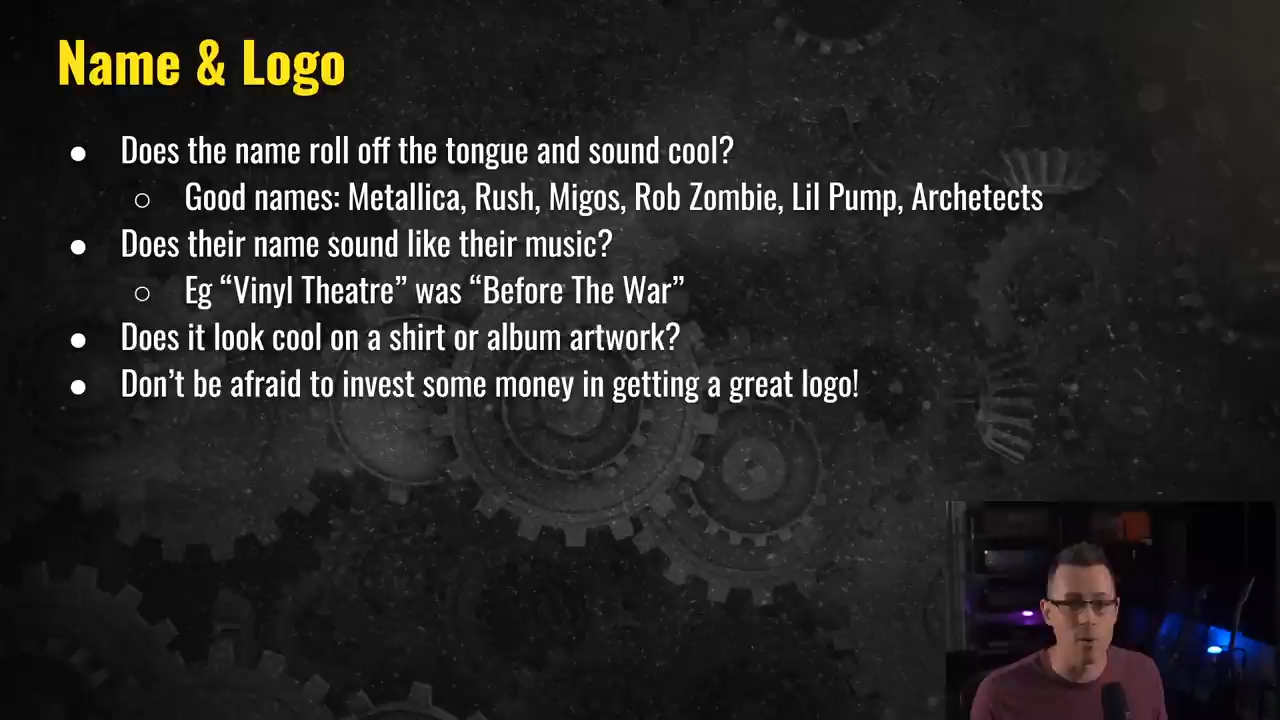 Name & Logo
● Does the name roll off the tongue and sound cool?
○ Good names: Metallica, Rush, Migos, Rob Zombie, Lil Pump, Archetects
● Does their name sound like their music?
○ Eg “Vinyl Theatre” was “Before The War”
● Does it look cool on a shirt or album artwork?
● Don’t be afraid to invest some money in getting a great logo!